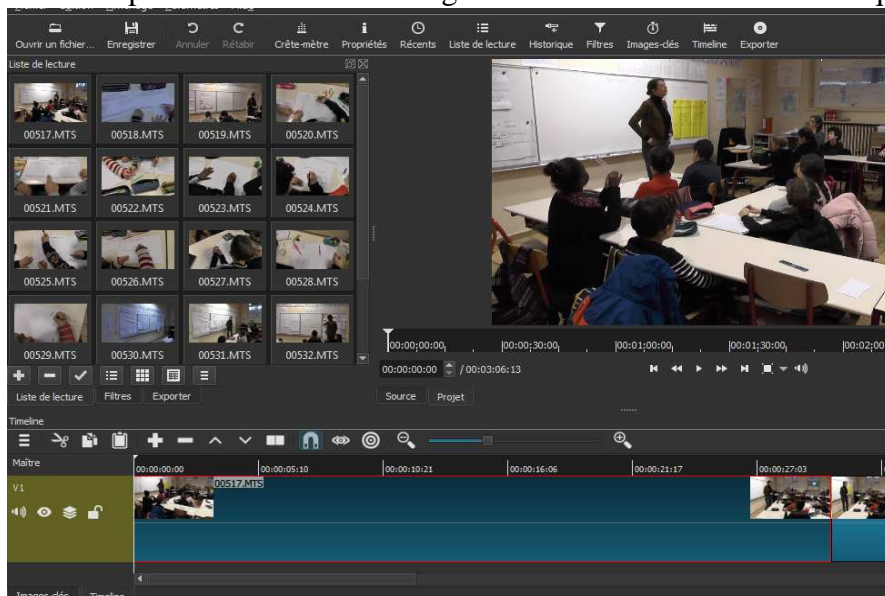 Ouvrir un fichier... Enregistrer Annuler Rétabir Crête-mètre Propriétés Récents Liste de lecture Historique Filtres Images-clés Timeline Exporter
Liste de lecture
00517.MTS 00518.MTS 00519.MTS 00520.MTS
00521.MTS 00522.MTS 00523.MTS 00524.MTS
00525.MTS 00526.MTS 00527.MTS 00528.MTS
00529.MTS 00530.MTS 00531.MTS 00532.MTS
00:00:00:00 00:00:30:00 00:01:00:00 00:01:30:00 00:02:00
00:00:00:00 / 00:03:06:13
Liste de lecture Filtres Exporter
Source Projet
Timeline
Maître
00:00:00:00 00:00:05:10 00:00:10:21 00:00:16:06 00:00:21:17 00:00:27:03
V1
00517.MTS
Images-clés Timeline